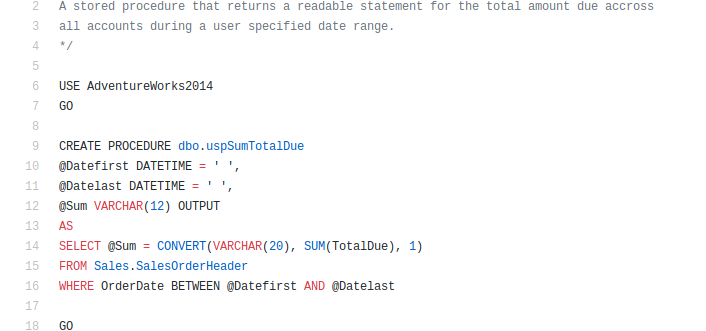 2 A stored procedure that returns a readable statement for the total amount due accross
3 all accounts during a user specified date range.
4 */
5
6 USE AdventureWorks2014
7 GO
8
9 CREATE PROCEDURE dbo.uspSumTotalDue
10 @Datefirst DATETIME = ' ',
11 @Datelast DATETIME = ' ',
12 @Sum VARCHAR(12) OUTPUT
13 AS
14 SELECT @Sum = CONVERT(VARCHAR(20), SUM(TotalDue), 1)
15 FROM Sales.SalesOrderHeader
16 WHERE OrderDate BETWEEN @Datefirst AND @Datelast
17
18 GO